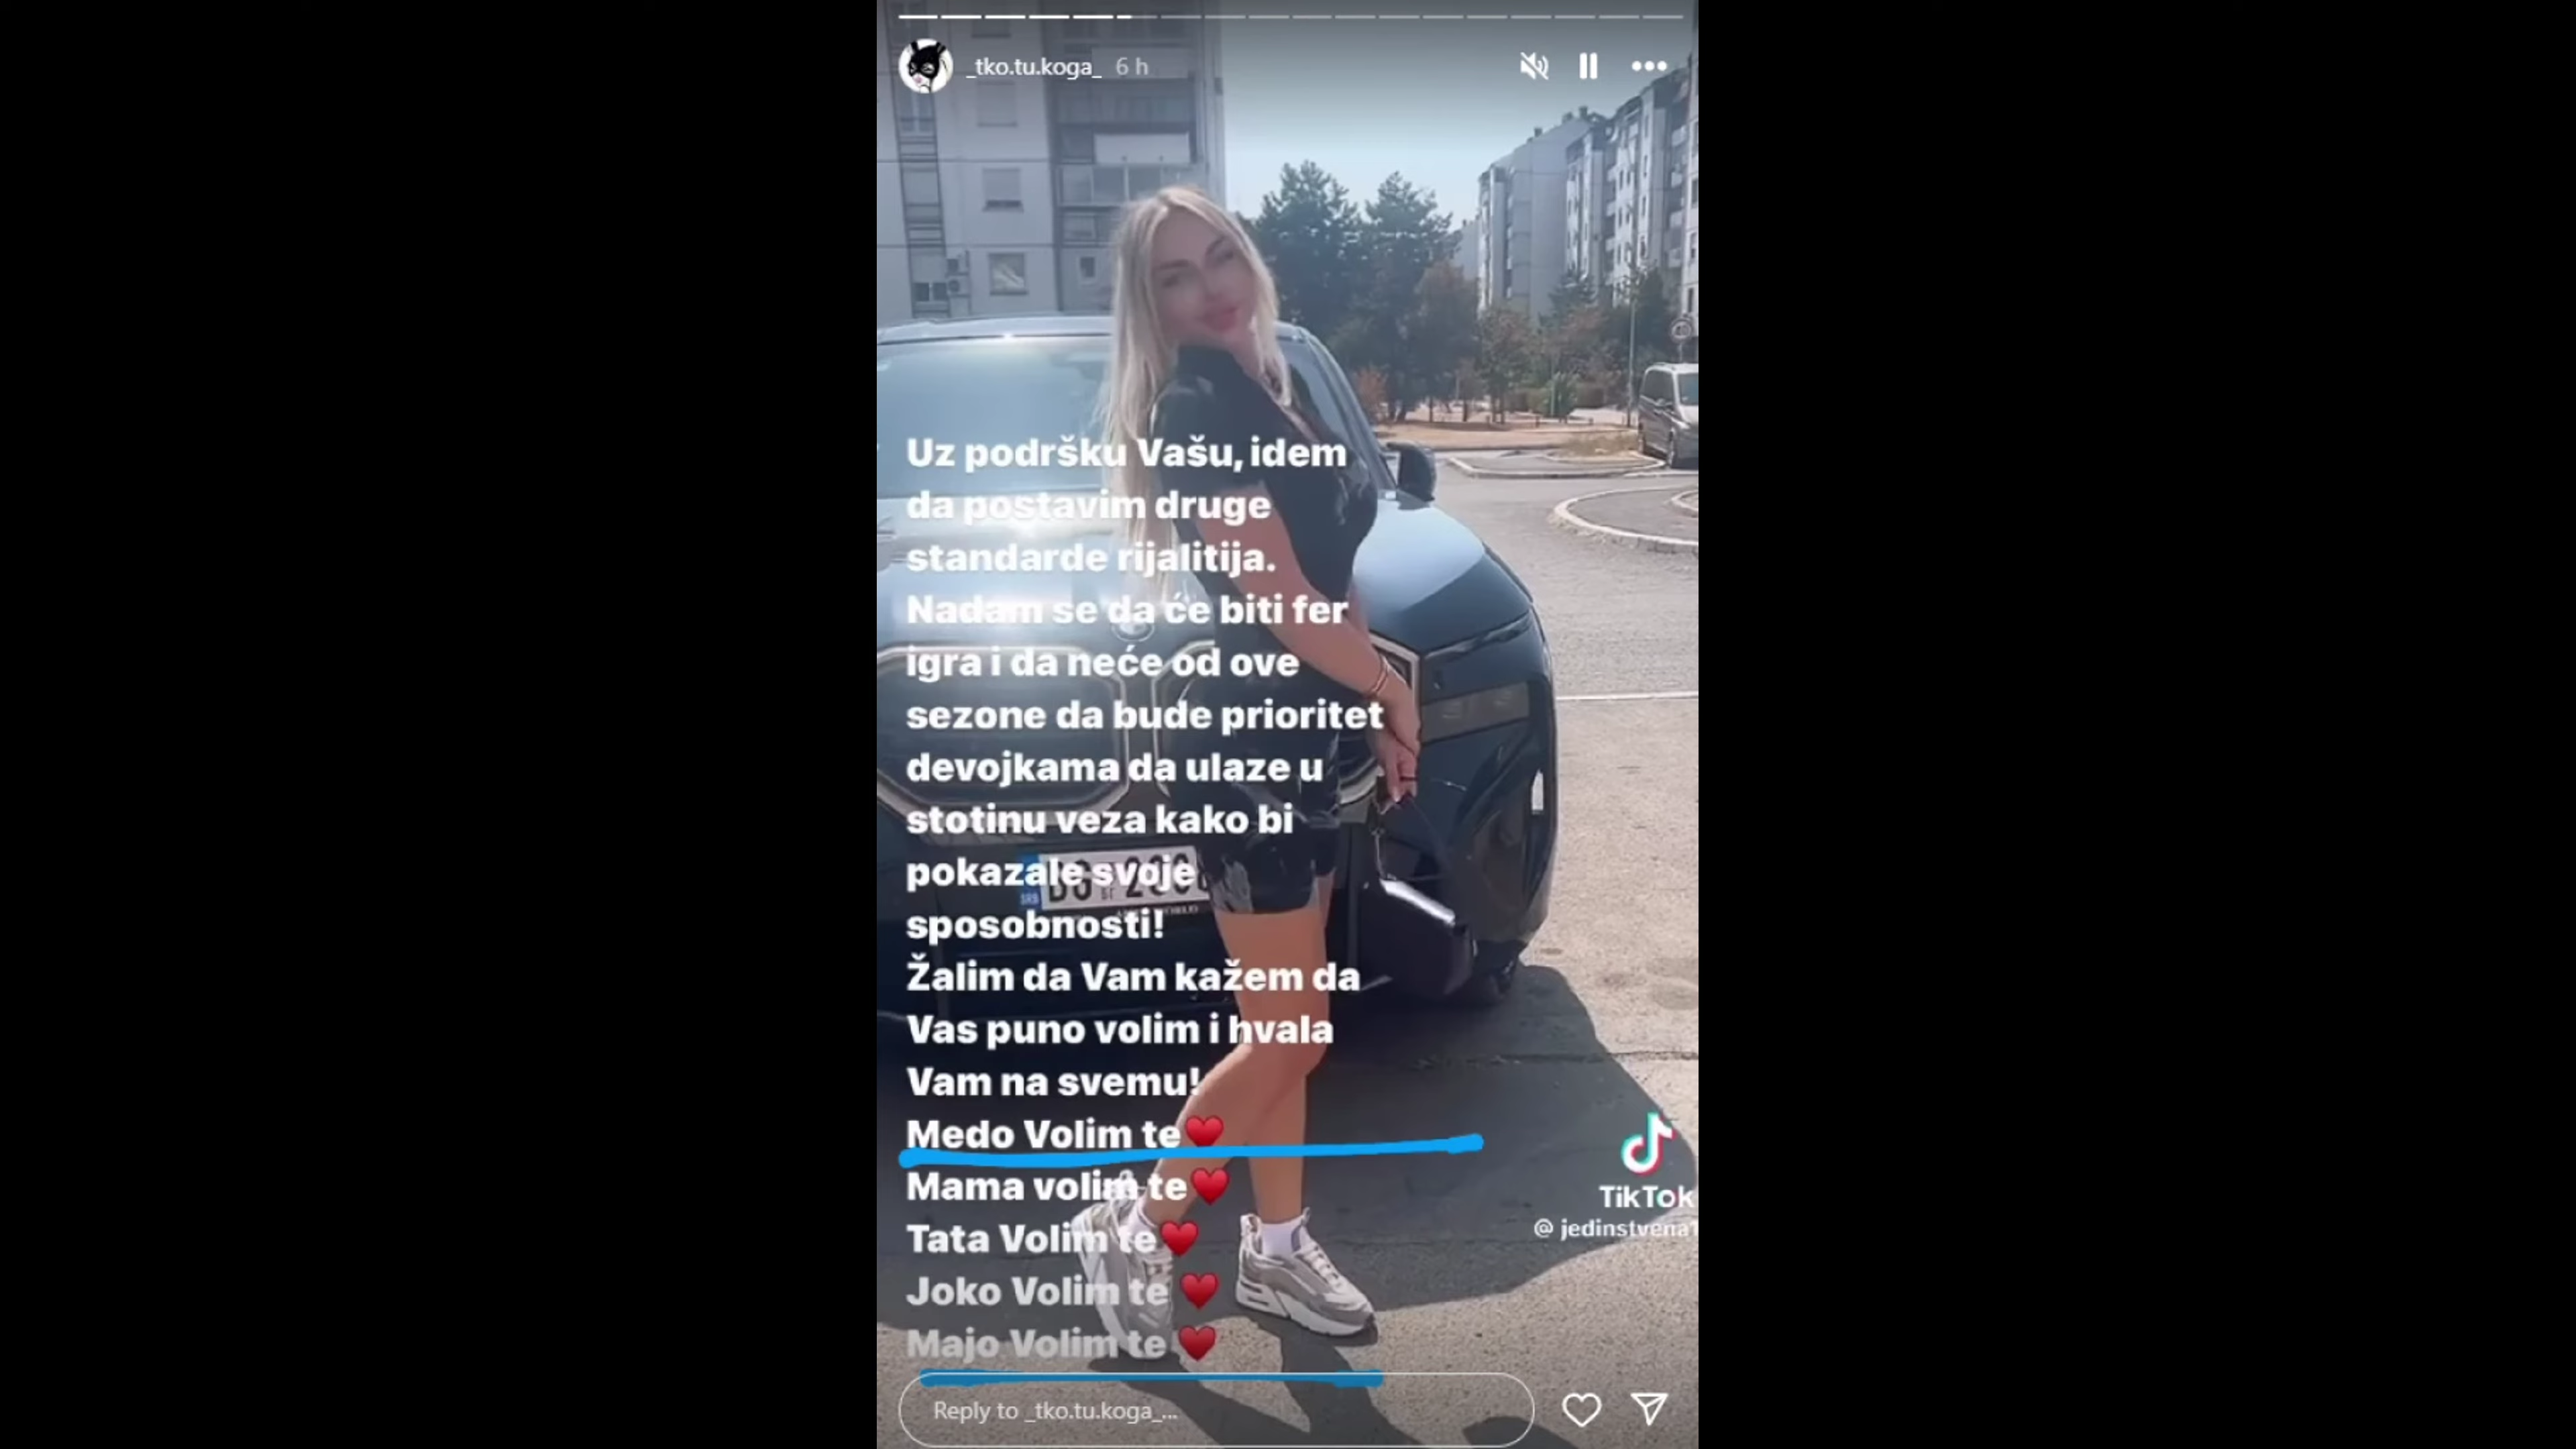 _tko.tu.koga_ 6 h
Uz podršku Vašu, idem
da postavim druge
standarde rijalitija.
Nadam se da će biti fer
igra i da neće od ove
sezone da bude prioritet
devojkama da ulaze u
stotinu veza kako bi
pokazale svoje
sposobnosti!
Žalim da Vam kažem da
Vas puno volim i hvala
Vam na svemu!
Medo Volim te❤️
Mama volim te❤️
Tata Volim te❤️
Joko Volim te ❤️
Majo Volim te ❤️
TikTok
@ jedinstvena1
Reply to _tko.tu.koga_...